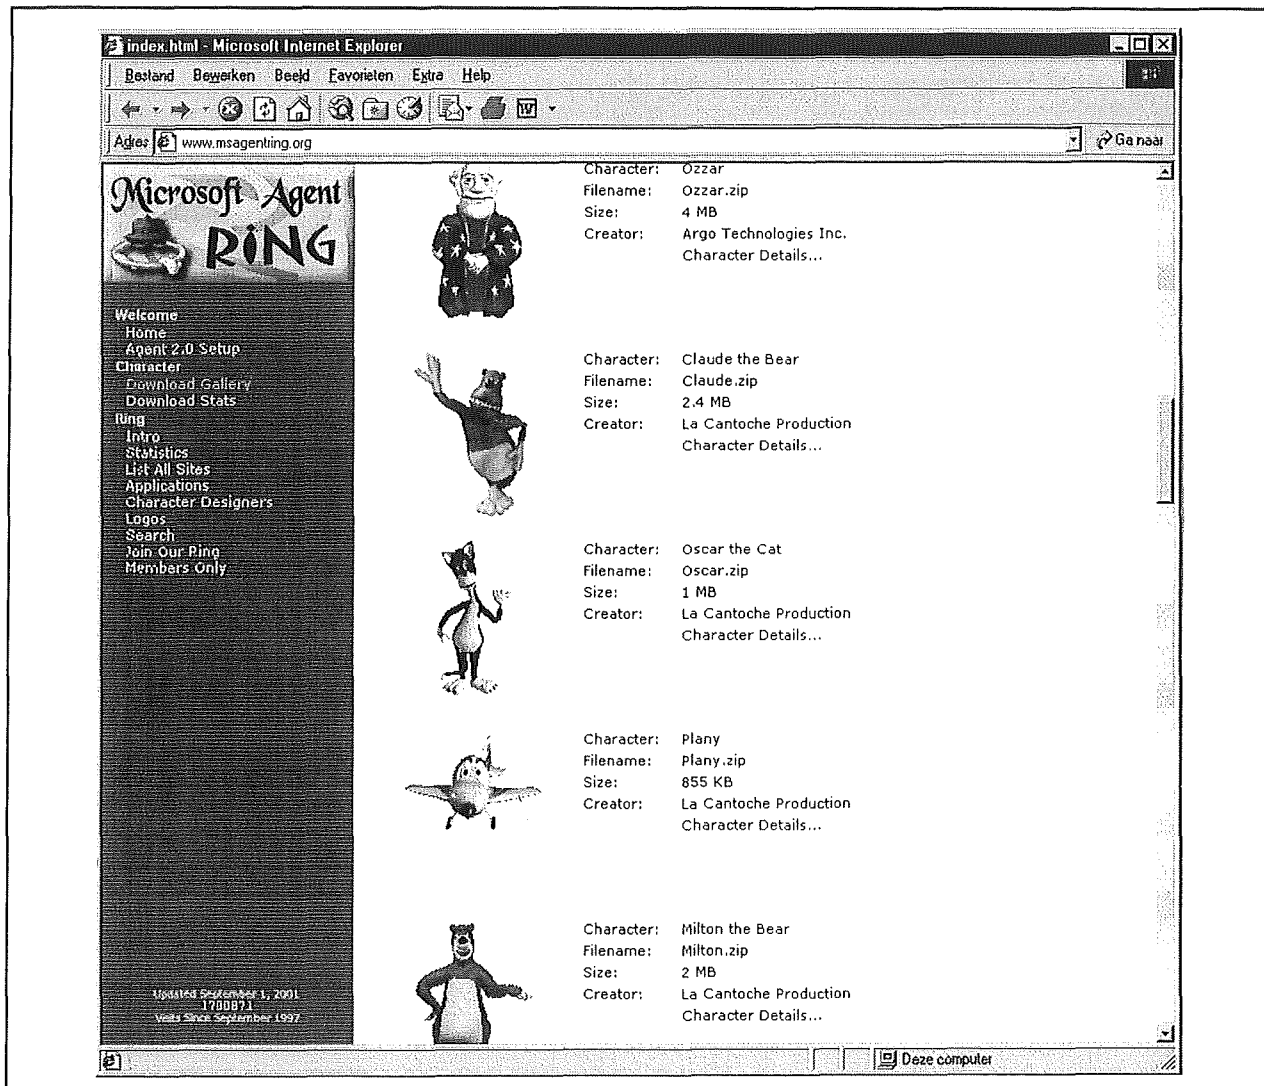 index.html - Microsoft Internet Explorer
Bestand Bewerken Beeld Favorieten Extra Help
Adres www.msagentring.org Ga naar
Microsoft Agent
RING
Welcome
Home
Agent 2.0 Setup
Character
Download Gallery
Download Stats
Ring
Intro
Statistics
List All Sites
Applications
Character Designers
Logos
Search
Join Our Ring
Members Only
Updated September 1, 2001
1700871
Visits Since September 1997
Character: Ozzar
Filename: Ozzar.zip
Size: 4 MB
Creator: Argo Technologies Inc.
Character Details...
Character: Claude the Bear
Filename: Claude.zip
Size: 2.4 MB
Creator: La Cantoche Production
Character Details...
Character: Oscar the Cat
Filename: Oscar.zip
Size: 1 MB
Creator: La Cantoche Production
Character Details...
Character: Plany
Filename: Plany.zip
Size: 855 KB
Creator: La Cantoche Production
Character Details...
Character: Milton the Bear
Filename: Milton.zip
Size: 2 MB
Creator: La Cantoche Production
Character Details...
Deze computer